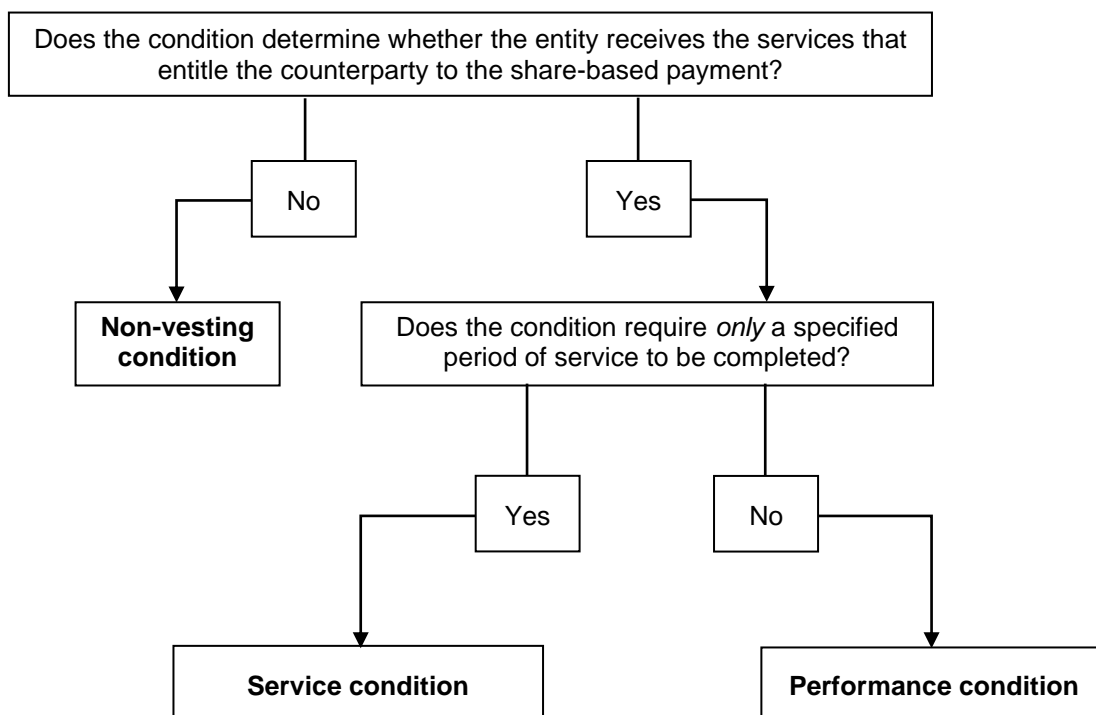 Does the condition determine whether the entity receives the services that
entitle the counterparty to the share-based payment?
No
Yes
Non-vesting
condition
Does the condition require only a specified
period of service to be completed?
Yes
No
Service condition
Performance condition